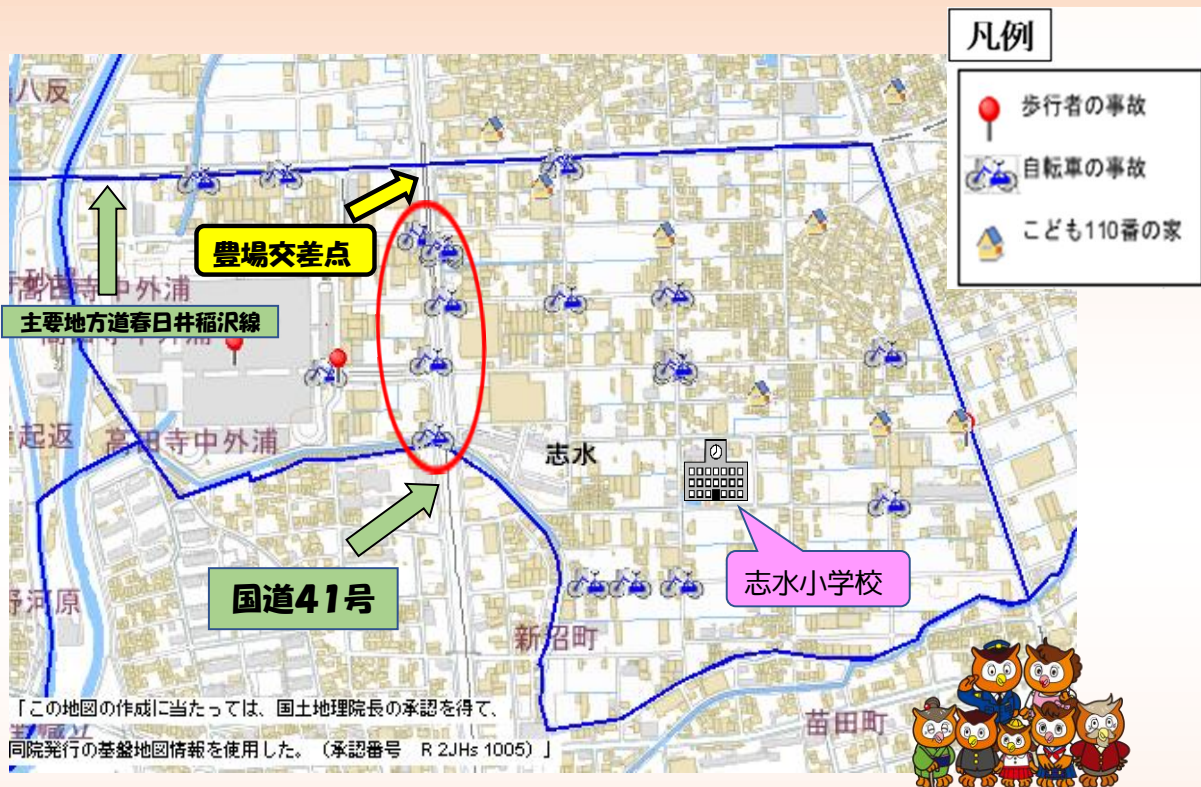 凡例
歩行者の事故
自転車の事故
こども110番の家
八反
豊場交差点
高田寺中外浦
主要地方道春日井稲沢線
起返
高田寺中外浦
志水
志水小学校
国道41号
新沼町
苗田町
「この地図の作成に当たっては、国土地理院長の承認を得て、
同院発行の基盤地図情報を使用した。（承認番号　R 2JHs 1005）」